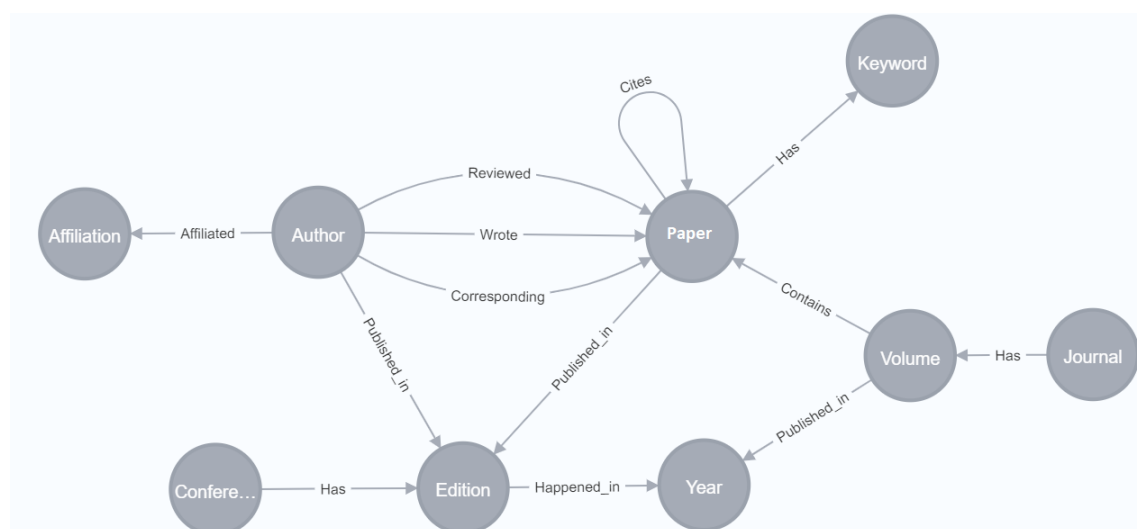 Keyword
Cites
Has
Reviewed
Affiliation
Affiliated
Author
Wrote
Paper
Corresponding
Contains
Published_in
Published_in
Volume
Has
Journal
Published_in
Confere...
Has
Edition
Happened_in
Year